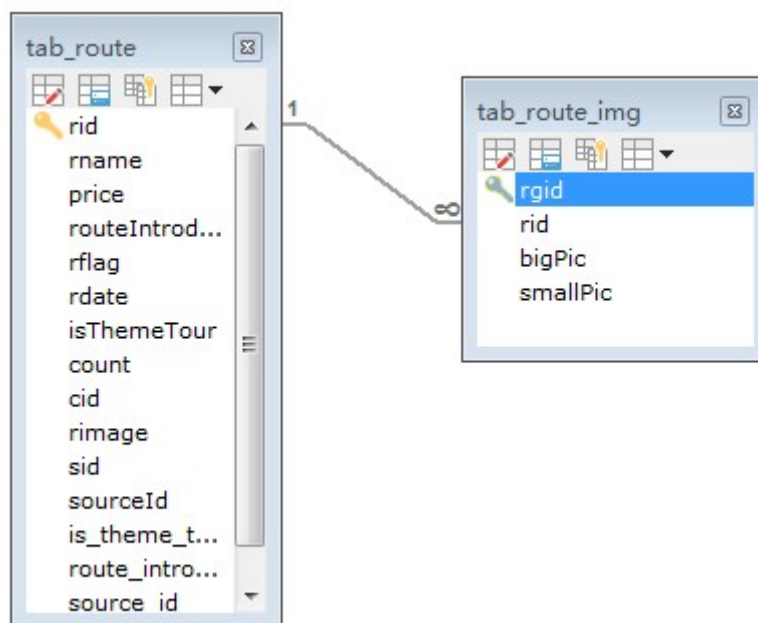 tab_route
rid
rname
price
routeIntrod...
rflag
rdate
isThemeTour
count
cid
rimage
sid
sourceId
is_theme_t...
route_intro...
source_id
1
∞
tab_route_img
rgid
rid
bigPic
smallPic